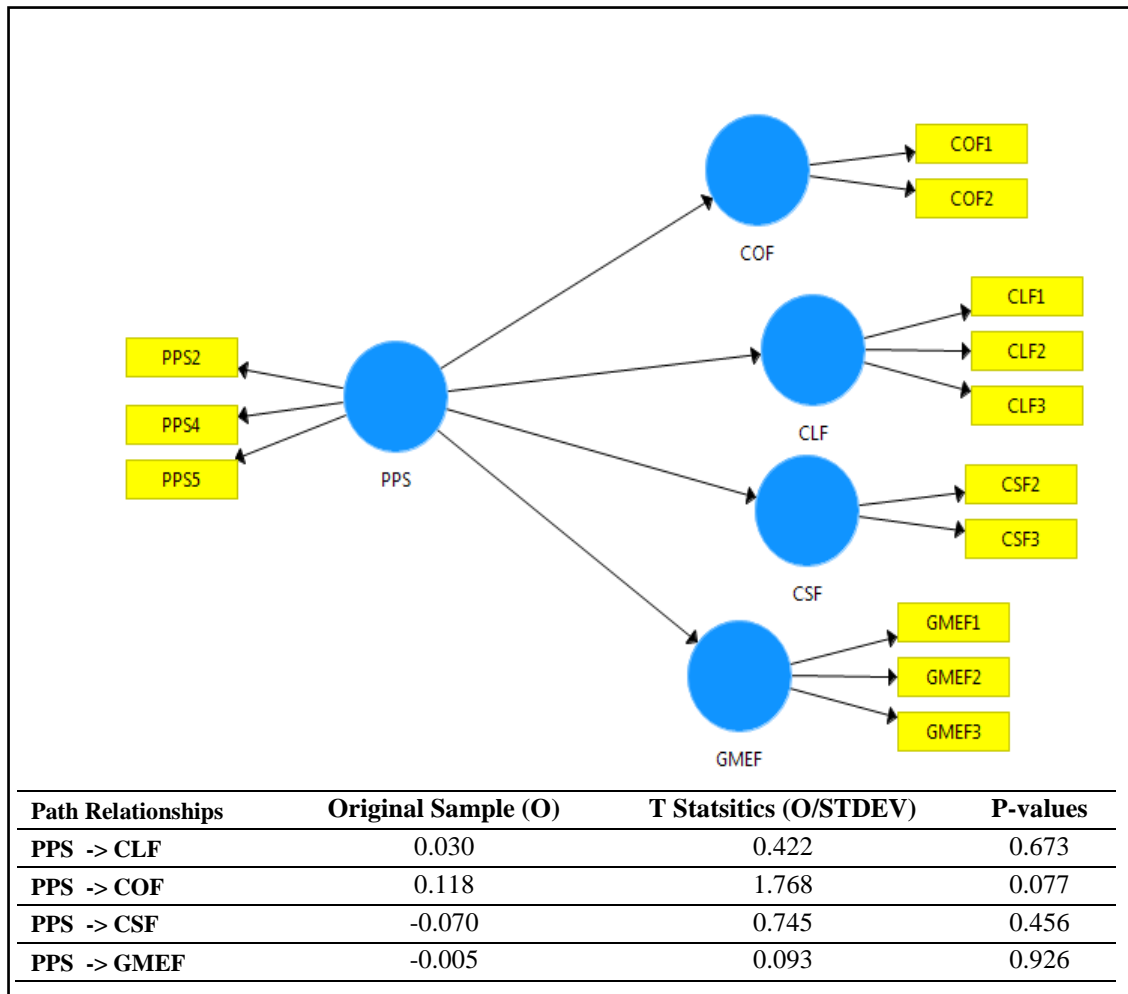 COF1
COF2
COF
CLF1
CLF2
CLF3
CLF
PPS2
PPS4
PPS5
PPS
CSF2
CSF3
CSF
GMEF1
GMEF2
GMEF3
GMEF
Path Relationships Original Sample (O) T Statsitics (O/STDEV) P-values
PPS -> CLF 0.030 0.422 0.673
PPS -> COF 0.118 1.768 0.077
PPS -> CSF -0.070 0.745 0.456
PPS -> GMEF -0.005 0.093 0.926